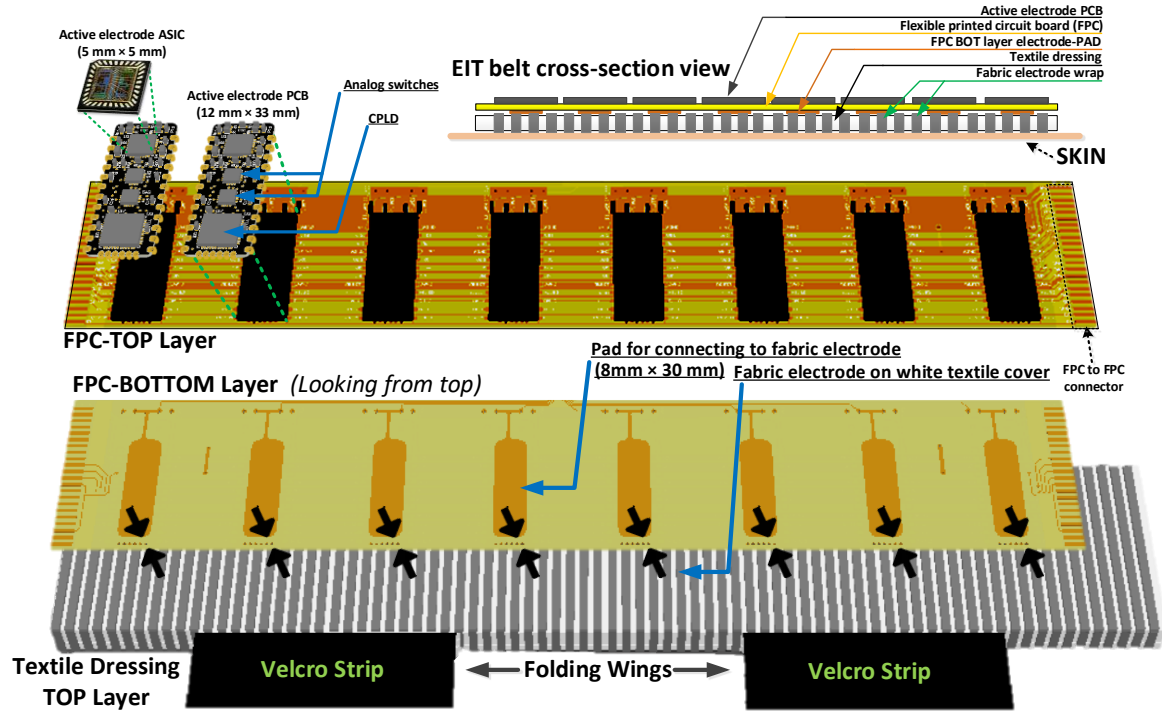 Active electrode PCB
Flexible printed circuit board (FPC)
FPC BOT layer electrode-PAD
Textile dressing
Fabric electrode wrap
Active electrode ASIC
(5 mm × 5 mm)
EIT belt cross-section view
Analog switches
Active electrode PCB
(12 mm × 33 mm)
CPLD
SKIN
FPC-TOP Layer
Pad for connecting to fabric electrode
(8mm × 30 mm)
Fabric electrode on white textile cover
FPC to FPC
connector
FPC-BOTTOM Layer (Looking from top)
Textile Dressing
TOP Layer
Velcro Strip
Folding Wings
Velcro Strip